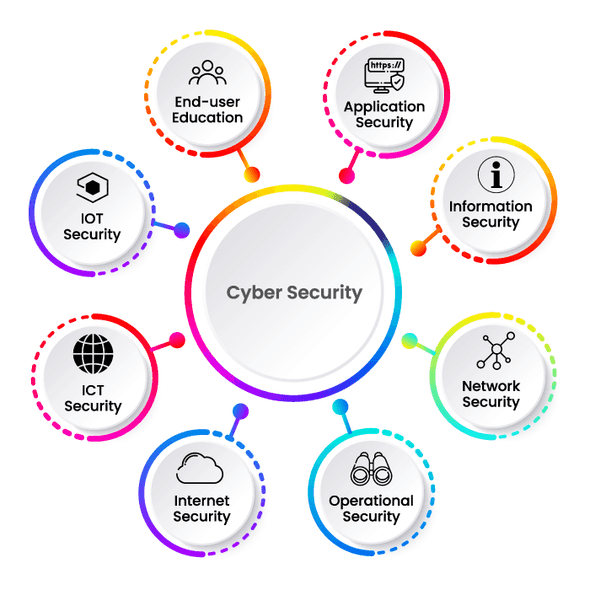 End-user
Education
https://
Application
Security
i
Information
Security
Network
Security
Operational
Security
Internet
Security
ICT
Security
IOT
Security
Cyber Security